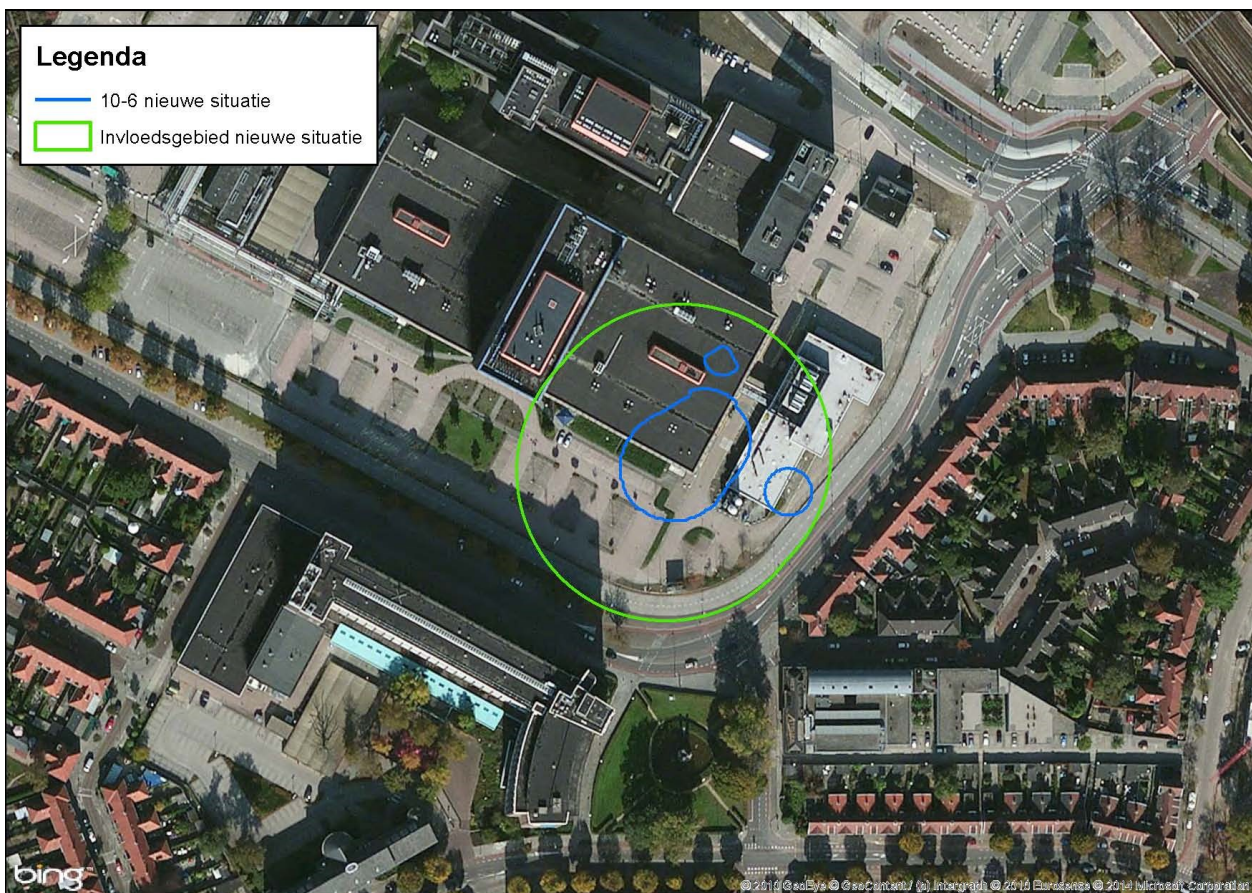 Legenda
10-6 nieuwe situatie
Invloedsgebied nieuwe situatie
bing
© 2010 GeoEye © GeoContent / (p) Intergraph © 2010 Eurosense © 2014 Microsoft Corporation